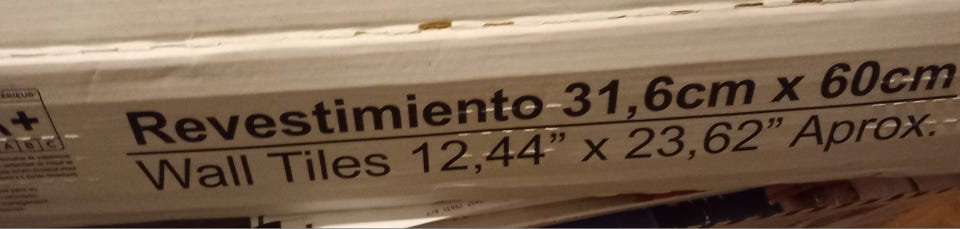 Revestimiento 31,6cm x 60cm
Wall Tiles 12,44” x 23,62” Aprox.
A+
A B C